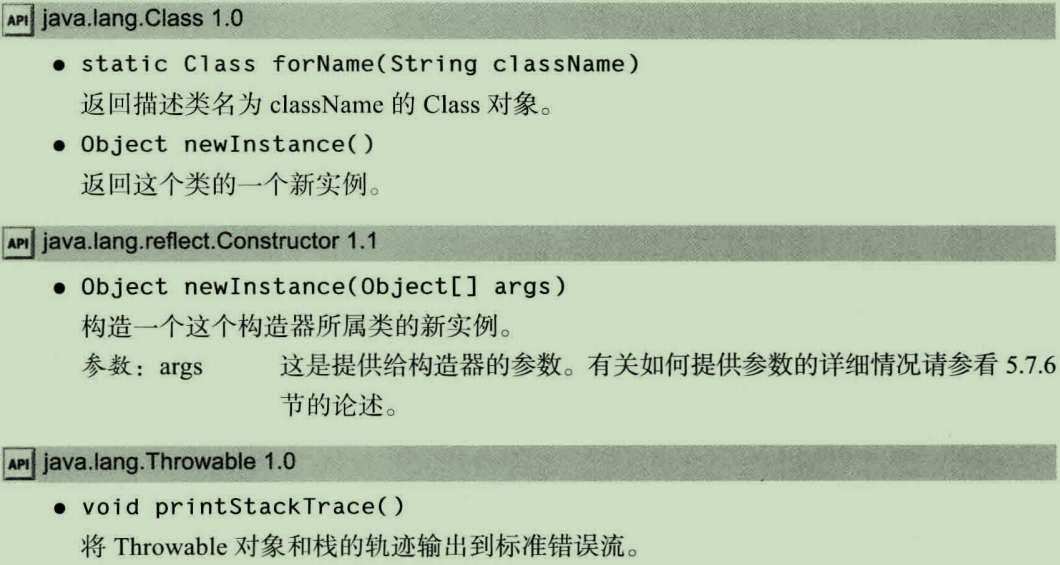 API java.lang.Class 1.0
● static Class forName(String className)
返回描述类名为 className 的 Class 对象。
● Object newInstance()
返回这个类的一个新实例。
API java.lang.reflect.Constructor 1.1
● Object newInstance(Object[] args)
构造一个这个构造器所属类的新实例。
参数：args 这是提供给构造器的参数。有关如何提供参数的详细情况请参看 5.7.6
节的论述。
API java.lang.Throwable 1.0
● void printStackTrace()
将 Throwable 对象和栈的轨迹输出到标准错误流。